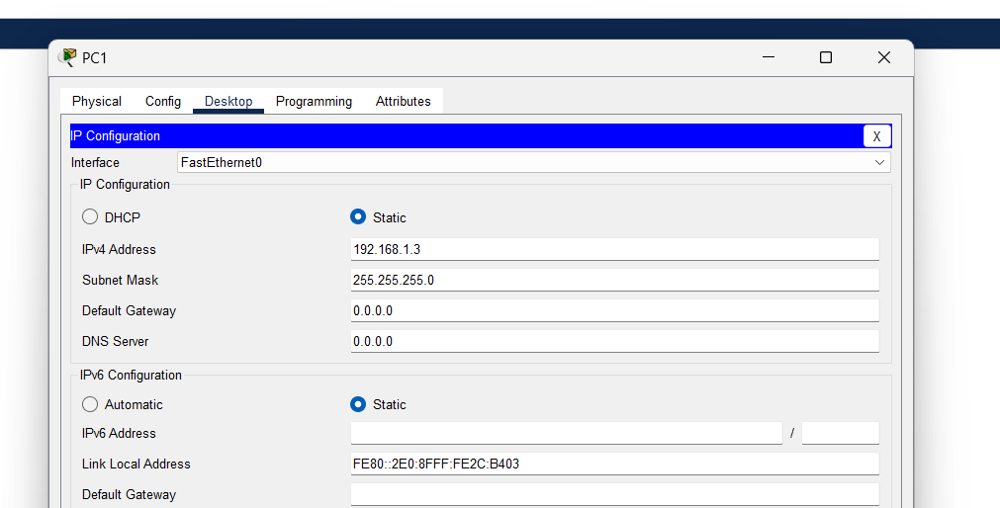 PC1
Physical Config Desktop Programming Attributes
IP Configuration X
Interface FastEthernet0
IP Configuration
DHCP Static
IPv4 Address 192.168.1.3
Subnet Mask 255.255.255.0
Default Gateway 0.0.0.0
DNS Server 0.0.0.0
IPv6 Configuration
Automatic Static
IPv6 Address /
Link Local Address FE80::2E0:8FFF:FE2C:B403
Default Gateway